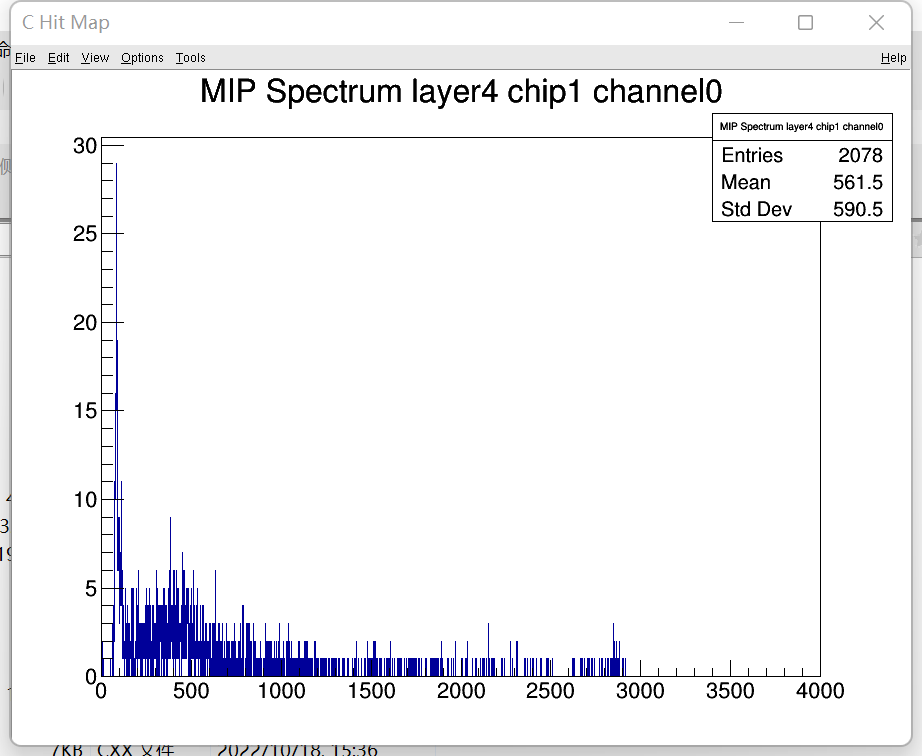 C Hit Map
File Edit View Options Tools Help
MIP Spectrum layer4 chip1 channel0
MIP Spectrum layer4 chip1 channel0
Entries 2078
Mean 561.5
Std Dev 590.5
30
25
20
15
10
5
0
0 500 1000 1500 2000 2500 3000 3500 4000
7KB CXX 文件 2022/10/18, 15:36